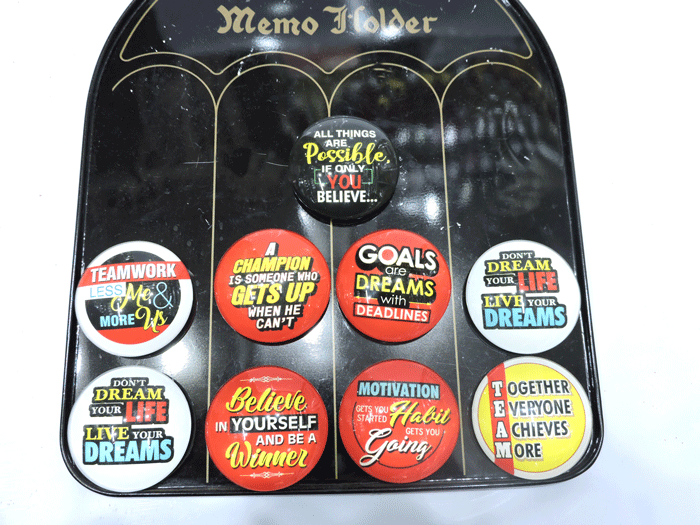 Memo Holder
ALL THINGS
ARE
Possible,
IF ONLY
YOU
BELIEVE...
TEAMWORK
LESS Me, &
MORE Us
A
CHAMPION
IS SOMEONE WHO
GETS UP
WHEN HE
CAN'T
GOALS
are
DREAMS
with
DEADLINES
DON'T
DREAM
YOUR LIFE
LIVE YOUR
DREAMS
DON'T
DREAM
YOUR LIFE
LIVE YOUR
DREAMS
Believe
IN YOURSELF
AND BE A
Winner
MOTIVATION
GETS YOU
STARTED Habit
GETS YOU
Going
TOGETHER
EVERYONE
ACHIEVES
MORE